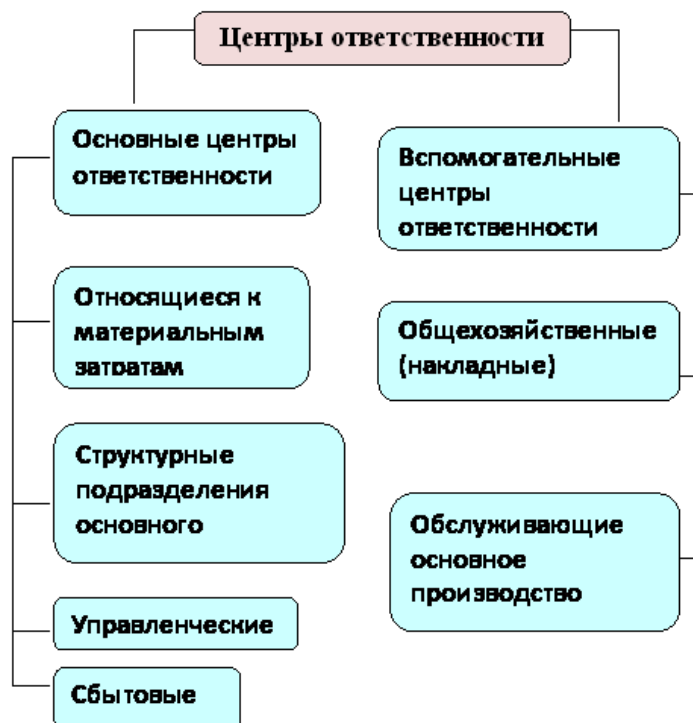 Центры ответственности
Основные центры
ответственности
Относящиеся к
материальным
затратам
Структурные
подразделения
основного
Управленческие
Сбытовые
Вспомогательные
центры
ответственности
Общехозяйственные
(накладные)
Обслуживающие
основное
производство